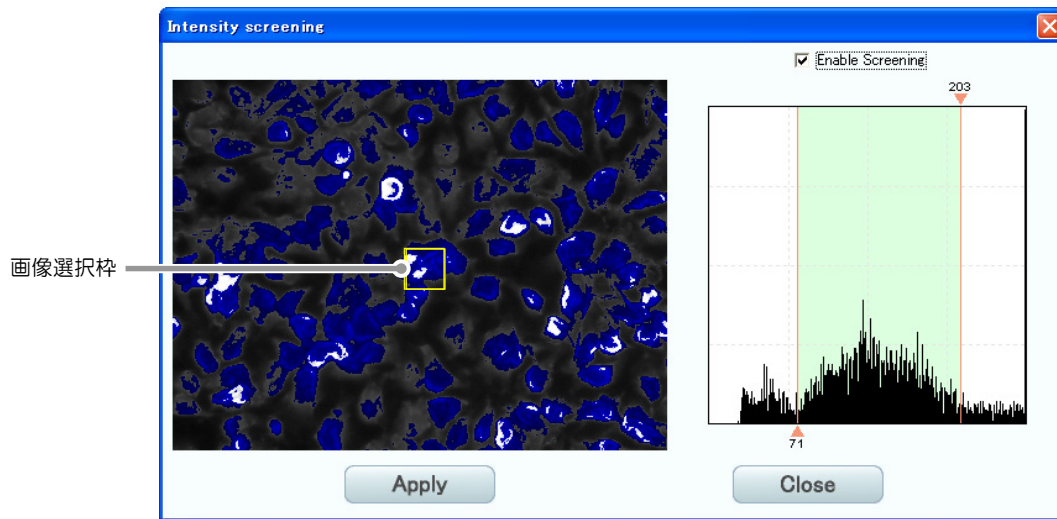 Intensity screening
Enable Screening
203
画像選択枠
71
Apply
Close